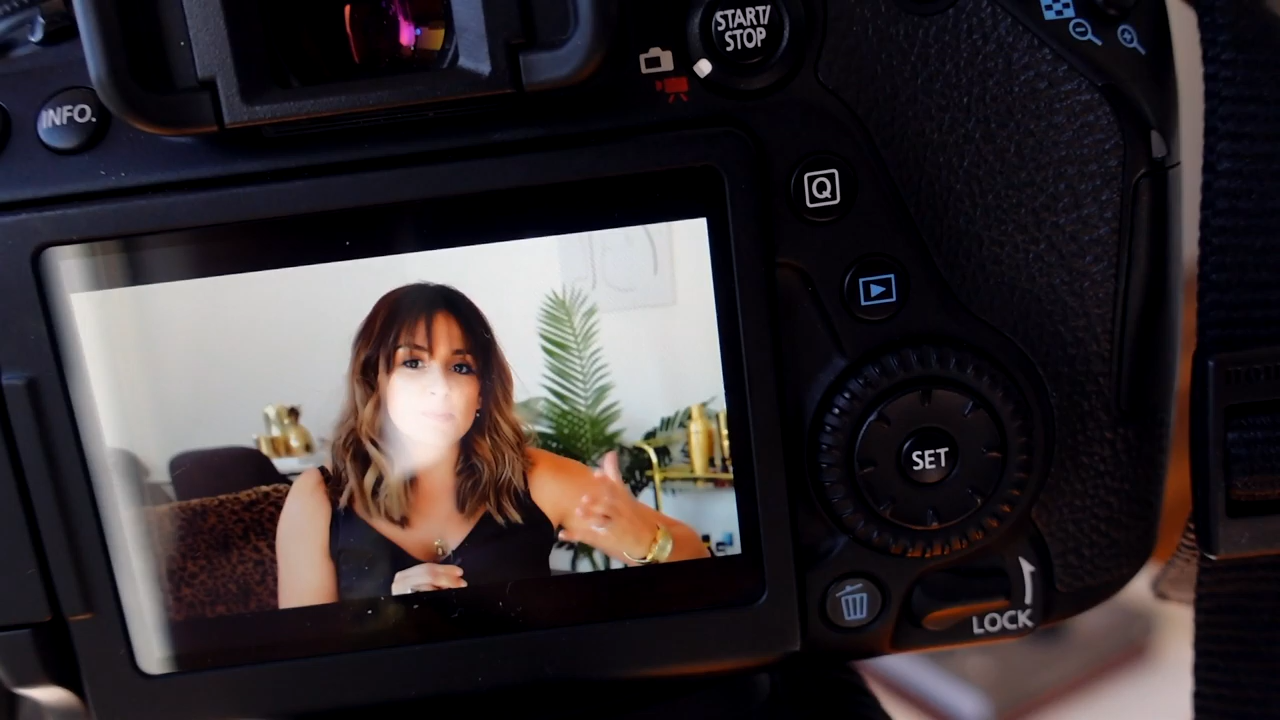 START/
STOP
INFO.
Q
SET
LOCK